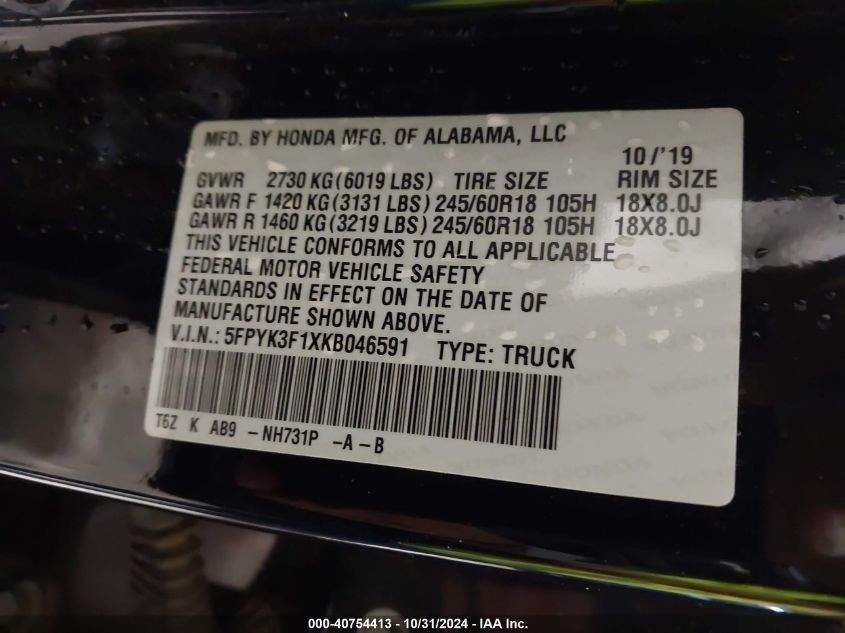 MFD. BY HONDA MFG. OF ALABAMA, LLC
10/'19
GVWR 2730 KG(6019 LBS) TIRE SIZE RIM SIZE
GAWR F 1420 KG(3131 LBS) 245/60R18 105H 18X8.0J
GAWR R 1460 KG(3219 LBS) 245/60R18 105H 18X8.0J
THIS VEHICLE CONFORMS TO ALL APPLICABLE
FEDERAL MOTOR VEHICLE SAFETY
STANDARDS IN EFFECT ON THE DATE OF
MANUFACTURE SHOWN ABOVE.
V.I.N.: 5FPYK3F1XKB046591 TYPE: TRUCK
T6Z K AB9 -NH731P -A-B
000-40754413 - 10/31/2024 - IAA Inc.